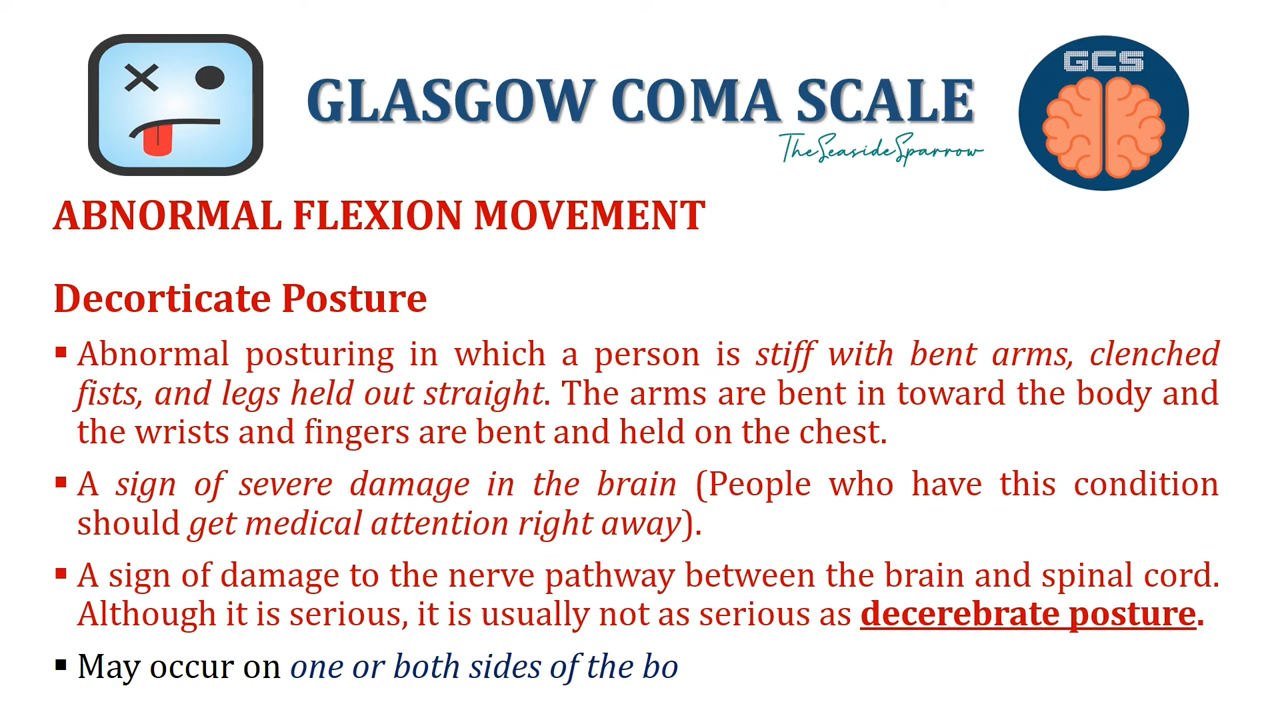 GLASGOW COMA SCALE
GCS
TheSeasideSparrow
ABNORMAL FLEXION MOVEMENT
Decorticate Posture
▪ Abnormal posturing in which a person is stiff with bent arms, clenched
fists, and legs held out straight. The arms are bent in toward the body and
the wrists and fingers are bent and held on the chest.
▪ A sign of severe damage in the brain (People who have this condition
should get medical attention right away).
▪ A sign of damage to the nerve pathway between the brain and spinal cord.
Although it is serious, it is usually not as serious as decerebrate posture.
▪ May occur on one or both sides of the bo